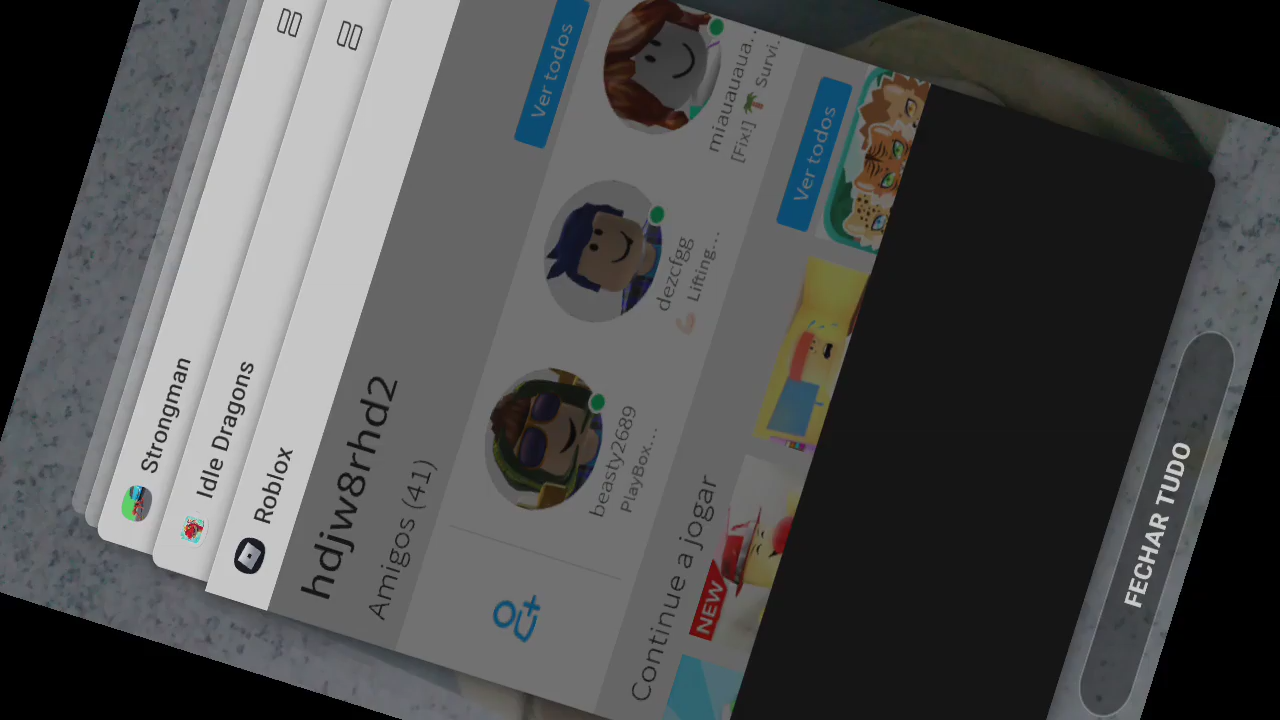 Strongman
Idle Dragons
Roblox
hdjw8rhd2
Amigos (41)
Ver todos
beasty2689
PlayBox...
dezcfgg
Lifting...
miauauauaua...
[Fix!] Survi...
Continue a jogar
Ver todos
NEW
FECHAR TUDO